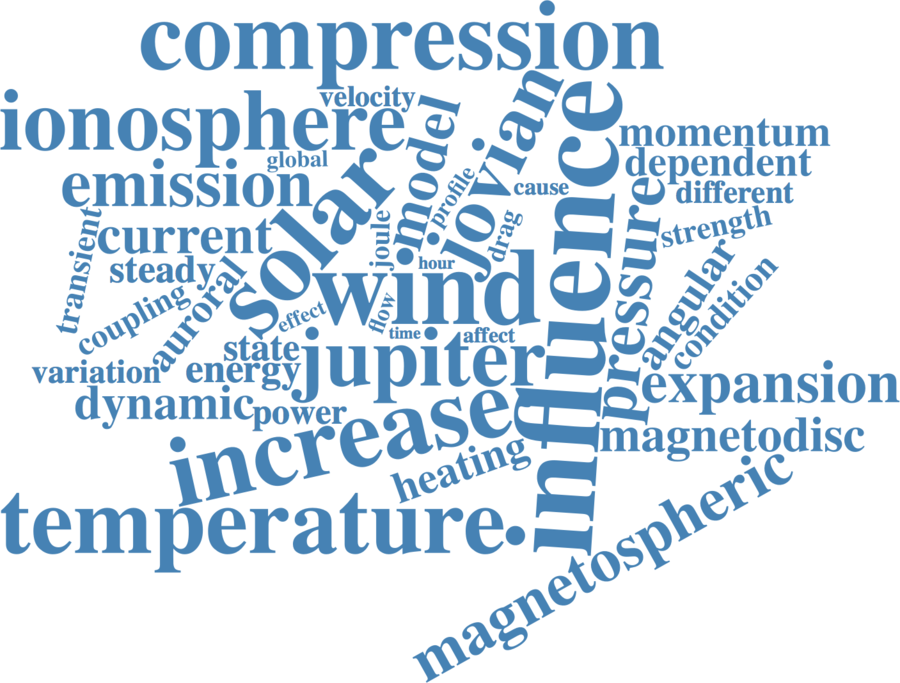 compression
velocity
ionosphere
model
jovian
influence
momentum
global
dependent
emission
solar
profile
cause
different
pressure
transient
current
joule
drag
strength
steady
hour
angular
condition
coupling
auroral
wind
effect
flow
time
affect
state
jupiter
variation
energy
expansion
dynamic
power
increase
magnetodisc
heating
temperature
magnetospheric